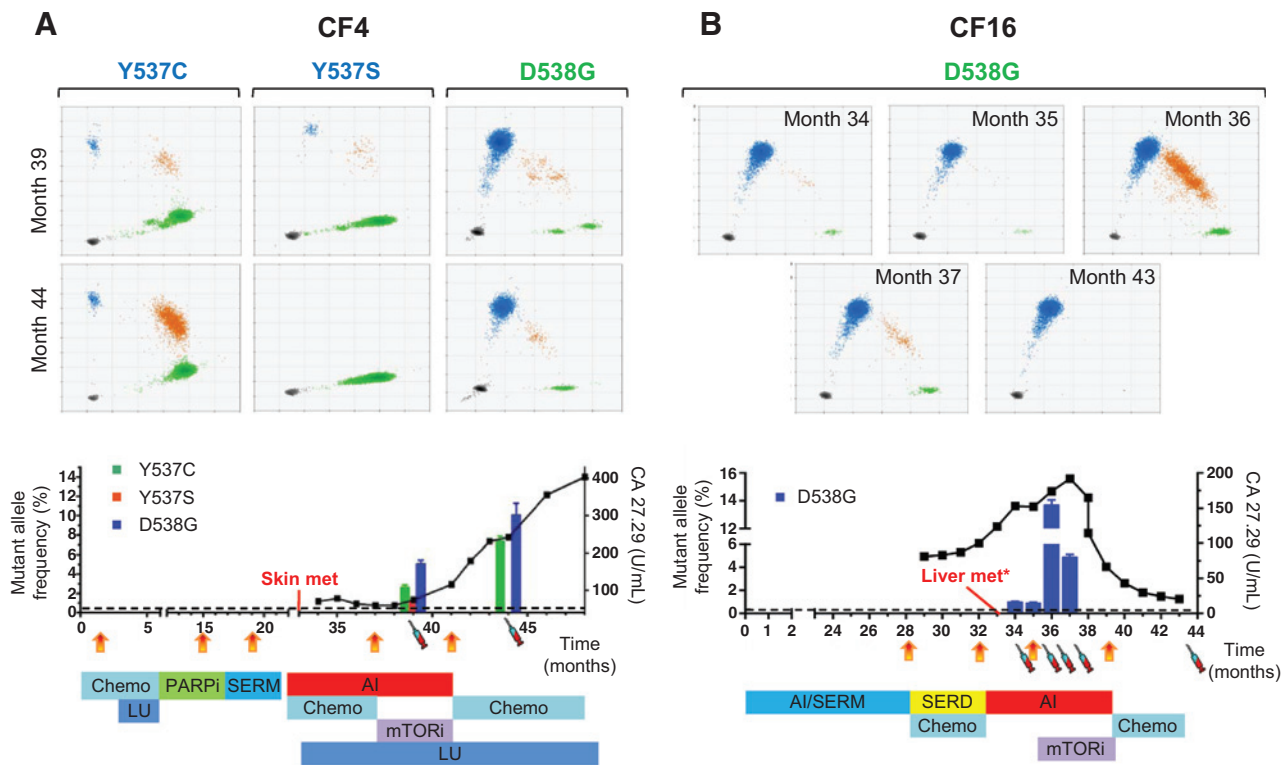 A CF4
Y537C Y537S D538G
Month 39
Month 44
Mutant allele frequency (%)
14
12
10
8
6
4
2
0
Y537C
Y537S
D538G
Skin met
400
300
200
100
CA 27.29 (U/mL)
0 5 10 15 20 35 40 45 Time (months)
Chemo PARPi SERM AI
LU Chemo Chemo
mTORi
LU
B CF16
D538G
Month 34 Month 35 Month 36
Month 37 Month 43
Mutant allele frequency (%)
16
14
12
6
4
2
0
D538G
Liver met*
200
150
100
50
0
CA 27.29 (U/mL)
0 1 2 24 26 28 30 32 34 36 38 40 42 44
Time (months)
AI/SERM SERD AI
Chemo Chemo
mTORi